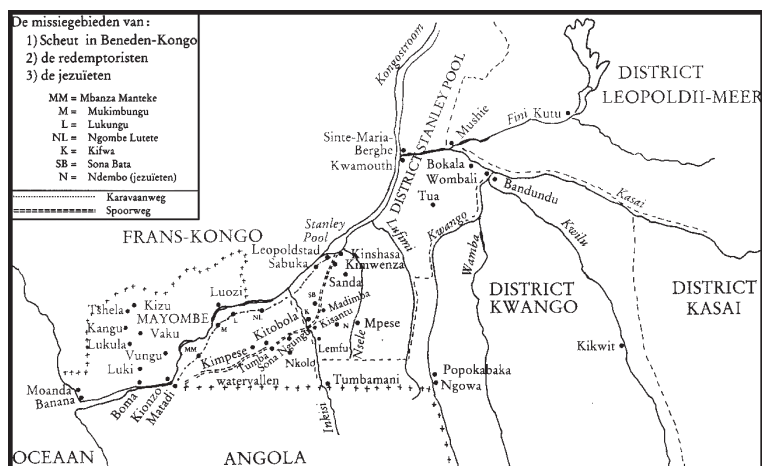 De missiegebieden van:
1) Scheut in Beneden-Kongo
2) de redemptoristen
3) de jezuïeten
MM = Mbanza Manteke
M = Mukimbungu
L = Lukungu
NL = Ngombe Lutete
K = Kifwa
SB = Sona Bata
N = Ndembo (jezuïeten)
Karavaanweg
Spoorweg
Kongostroom
DISTRICT STANLEY POOL
DISTRICT
LEOPOLDII-MEER
Mushie
Fini
Kutu
Sinte-Maria-
Berghe
Kwamouth
Bokala
Wombali
Bandundu
Kasai
Tua
Lufimi
Kwango
Wamba
Kwilu
Stanley
Pool
FRANS-KONGO
Leopoldstad
Kinshasa
Sabuka
Kimwenza
Sanda
DISTRICT
KWANGO
DISTRICT
KASAI
Luozi
Tshela
Kizu
MAYOMBE
Kangu
Vaku
Lukula
Vungu
Luki
SB
Madimba
NL
L
M
MM
K
Kitobola
Kisantu
N
Mpese
Kimpese
Tumba
Sona Ngungu
Lemfu
Nsele
Nkolo
Kikwit
Moanda
Banana
Boma
Kionzo
Matadi
watervallen
Tumbamani
Popokabaka
Ngowa
Inkisi
OCEAAN
ANGOLA